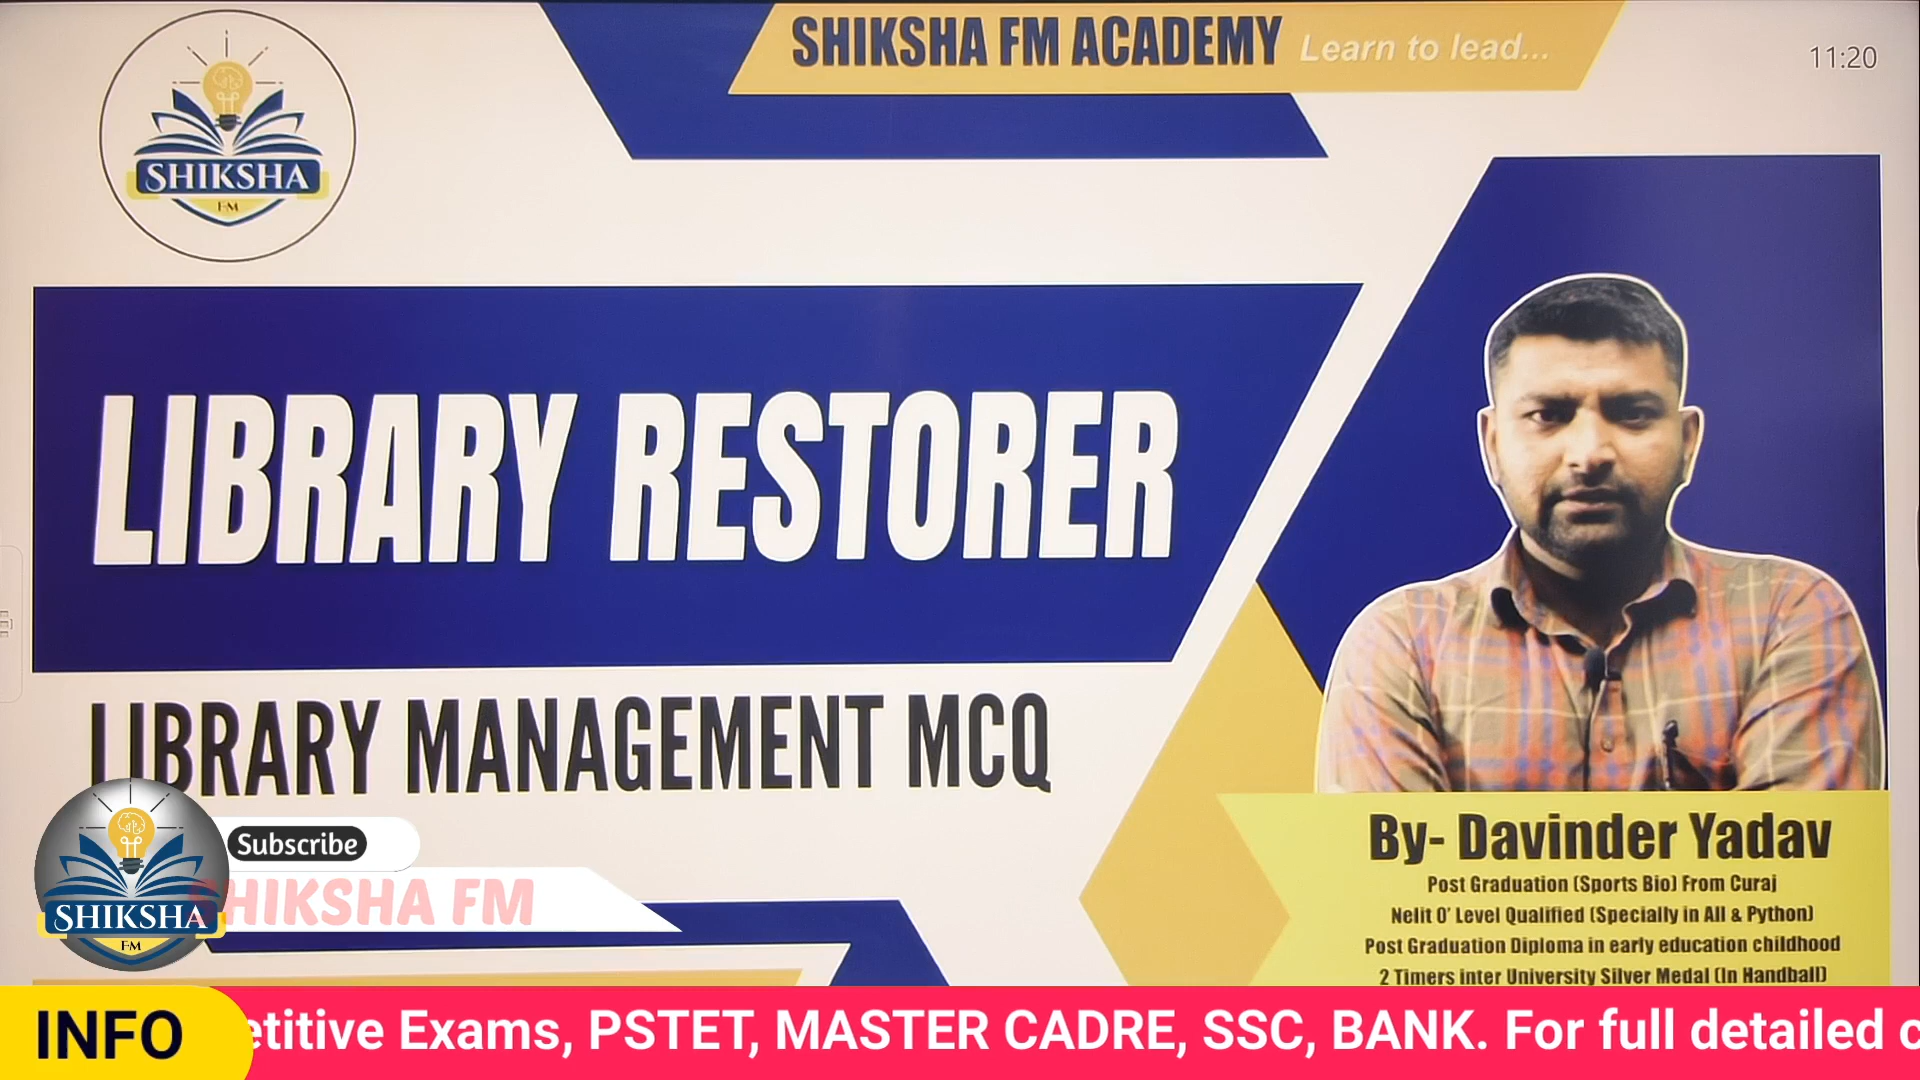 SHIKSHA FM ACADEMY Learn to lead...
11:20
SHIKSHA
FM
LIBRARY RESTORER
LIBRARY MANAGEMENT MCQ
Subscribe
SHIKSHA FM
SHIKSHA
FM
By- Davinder Yadav
Post Graduation (Sports Bio) From Curaj
Nelit O' Level Qualified (Specially in All & Python)
Post Graduation Diploma in early education childhood
2 Timers inter University Silver Medal (In Handball)
INFO
etitive Exams, PSTET, MASTER CADRE, SSC, BANK. For full detailed c